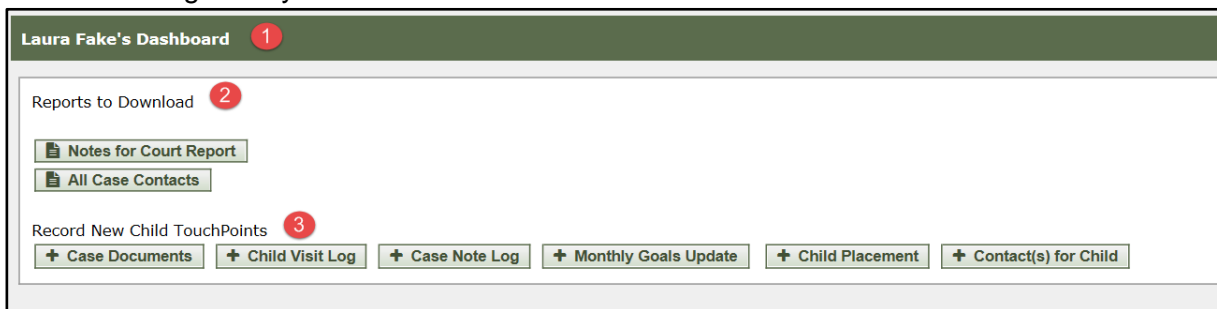 Laura Fake's Dashboard 1
Reports to Download 2
Notes for Court Report
All Case Contacts
Record New Child TouchPoints 3
+ Case Documents + Child Visit Log + Case Note Log + Monthly Goals Update + Child Placement + Contact(s) for Child